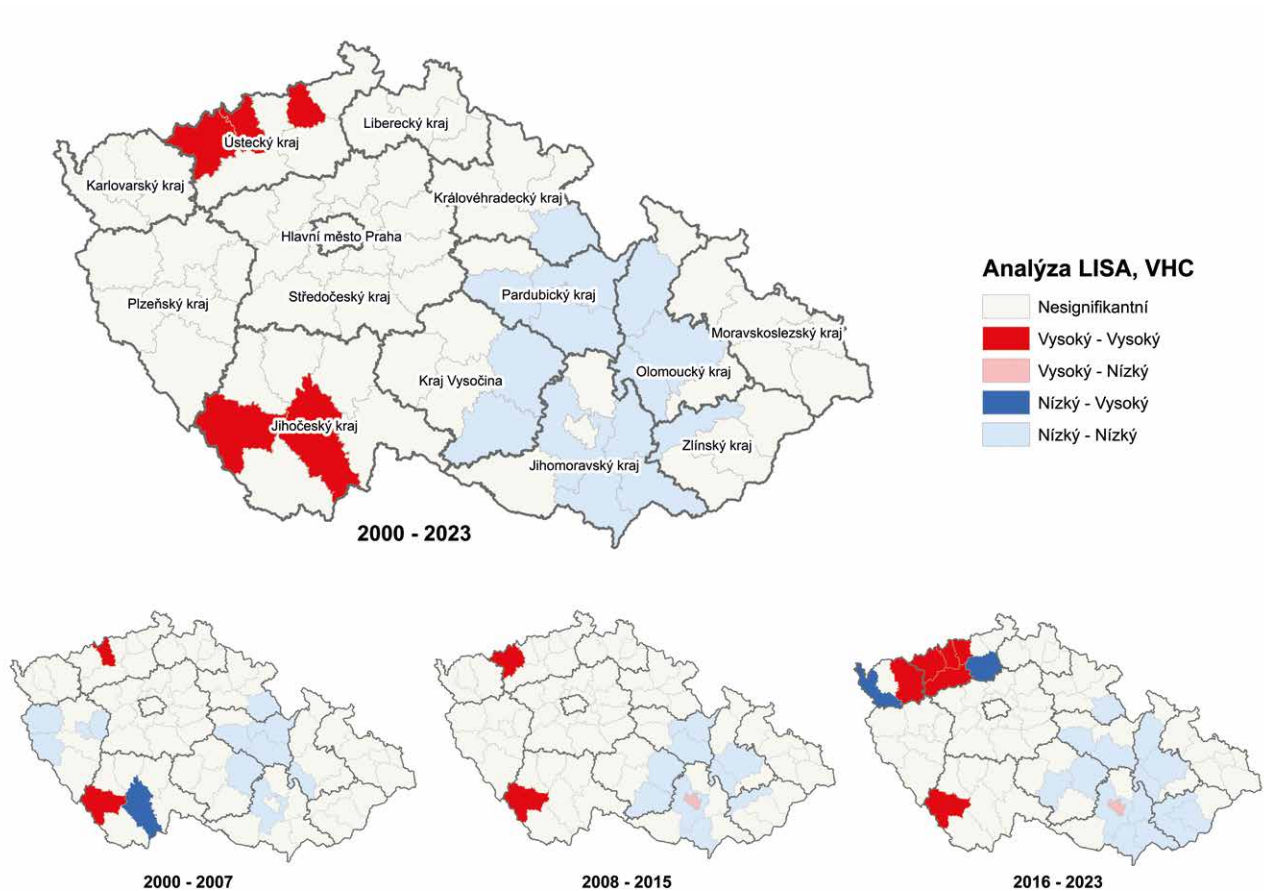 Liberecký kraj
Ústecký kraj
Karlovarský kraj
Královéhradecký kraj
Hlavní město Praha
Středočeský kraj
Pardubický kraj
Plzeňský kraj
Moravskoslezský kraj
Kraj Vysočina
Olomoucký kraj
Jihočeský kraj
Zlínský kraj
Jihomoravský kraj
2000 - 2023
Analýza LISA, VHC
Nesignifikantní
Vysoký - Vysoký
Vysoký - Nízký
Nízký - Vysoký
Nízký - Nízký
2000 - 2007
2008 - 2015
2016 - 2023